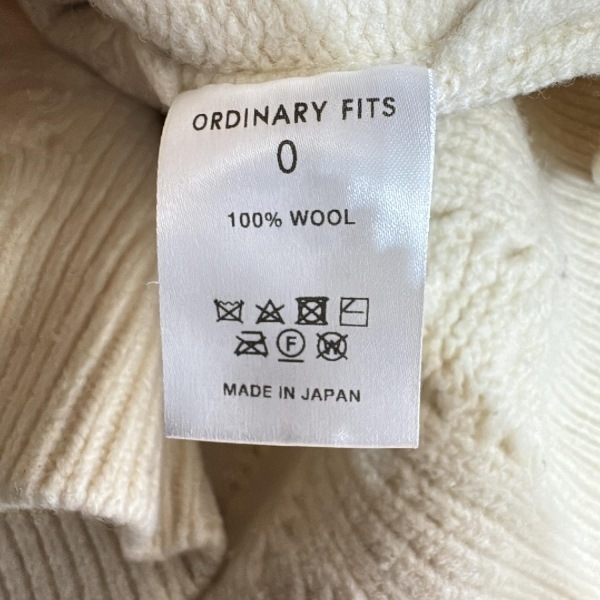 ORDINARY FITS
0
100% WOOL
F W
MADE IN JAPAN